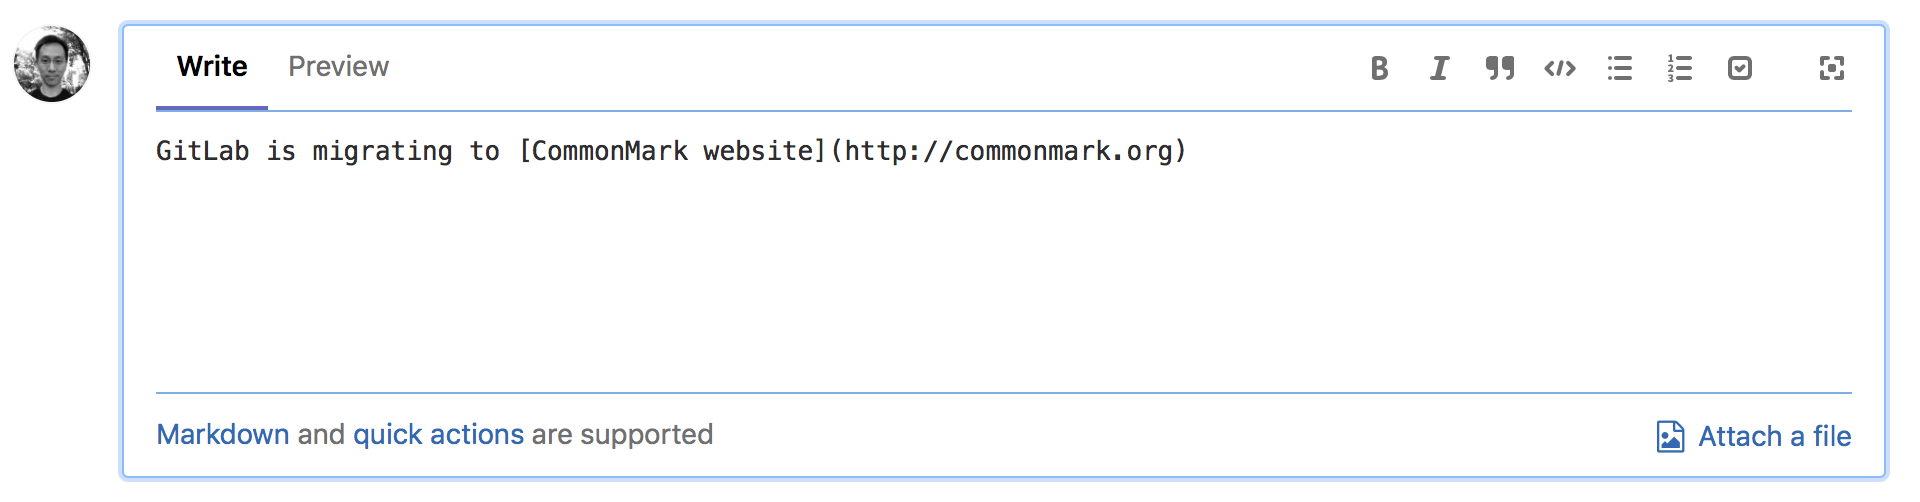 Write Preview
GitLab is migrating to [CommonMark website](http://commonmark.org)
Markdown and quick actions are supported
Attach a file